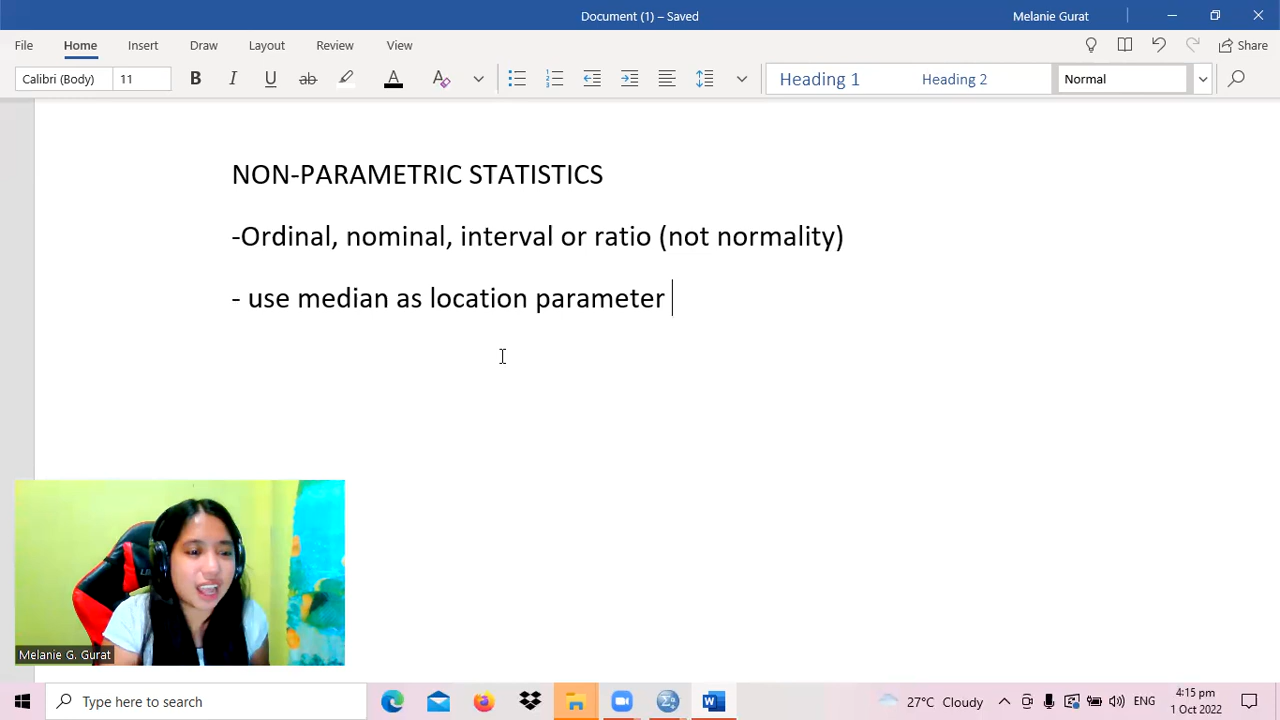 Document (1) – Saved
Melanie Gurat
File Home Insert Draw Layout References Review View
Calibri (Body) 11 B I U ab A A Heading 1 Heading 2 Normal
Share
NON-PARAMETRIC STATISTICS
-Ordinal, nominal, interval or ratio (not normality)
- use median as location parameter
Melanie G. Gurat
Type here to search
27°C Cloudy
ENG
4:15 pm
1 Oct 2022